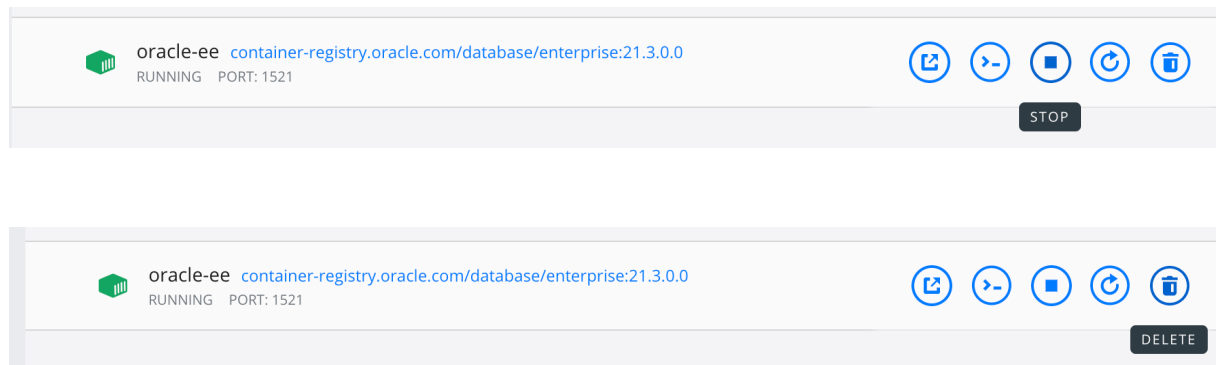 oracle-ee container-registry.oracle.com/database/enterprise:21.3.0.0
RUNNING PORT: 1521
STOP
oracle-ee container-registry.oracle.com/database/enterprise:21.3.0.0
RUNNING PORT: 1521
DELETE